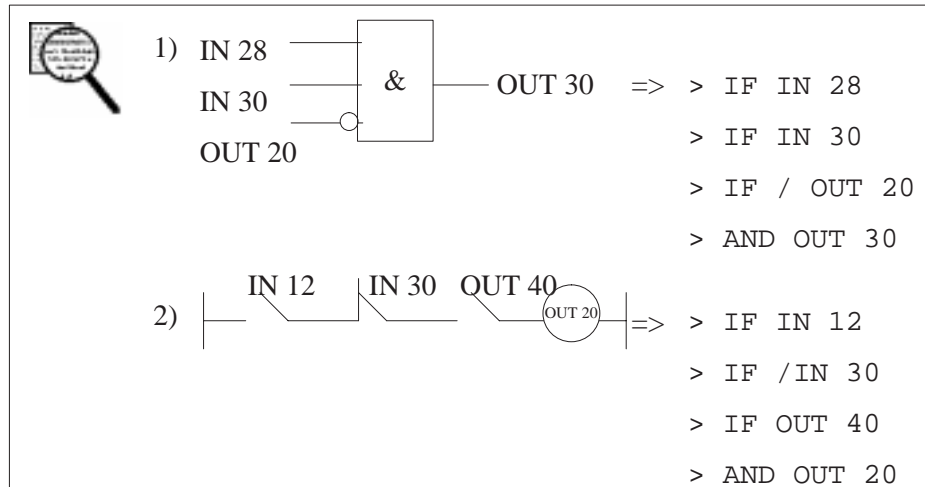 1) IN 28
IN 30
OUT 20
&
OUT 30 => > IF IN 28
> IF IN 30
> IF / OUT 20
> AND OUT 30
2) IN 12 IN 30 OUT 40
OUT 20
=> > IF IN 12
> IF /IN 30
> IF OUT 40
> AND OUT 20